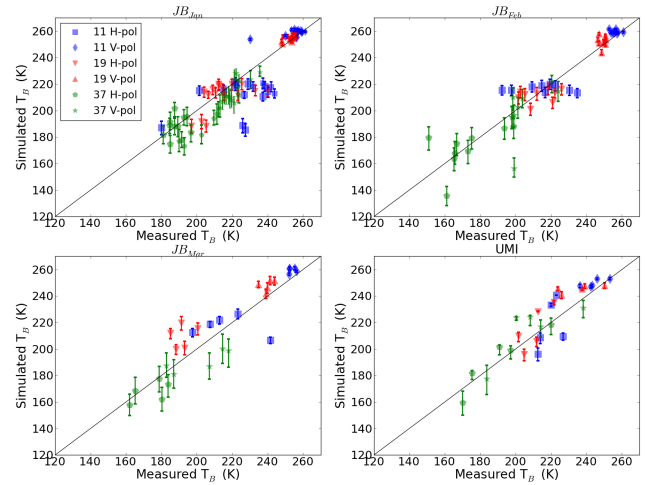 JB_Jan
11 H-pol
11 V-pol
19 H-pol
19 V-pol
37 H-pol
37 V-pol
260
240
220
200
180
160
140
120
120 140 160 180 200 220 240 260
Simulated T_B (K)
Measured T_B (K)
JB_Feb
260
240
220
200
180
160
140
120
120 140 160 180 200 220 240 260
Simulated T_B (K)
Measured T_B (K)
JB_Mar
260
240
220
200
180
160
140
120
120 140 160 180 200 220 240 260
Simulated T_B (K)
Measured T_B (K)
UMI
260
240
220
200
180
160
140
120
120 140 160 180 200 220 240 260
Simulated T_B (K)
Measured T_B (K)